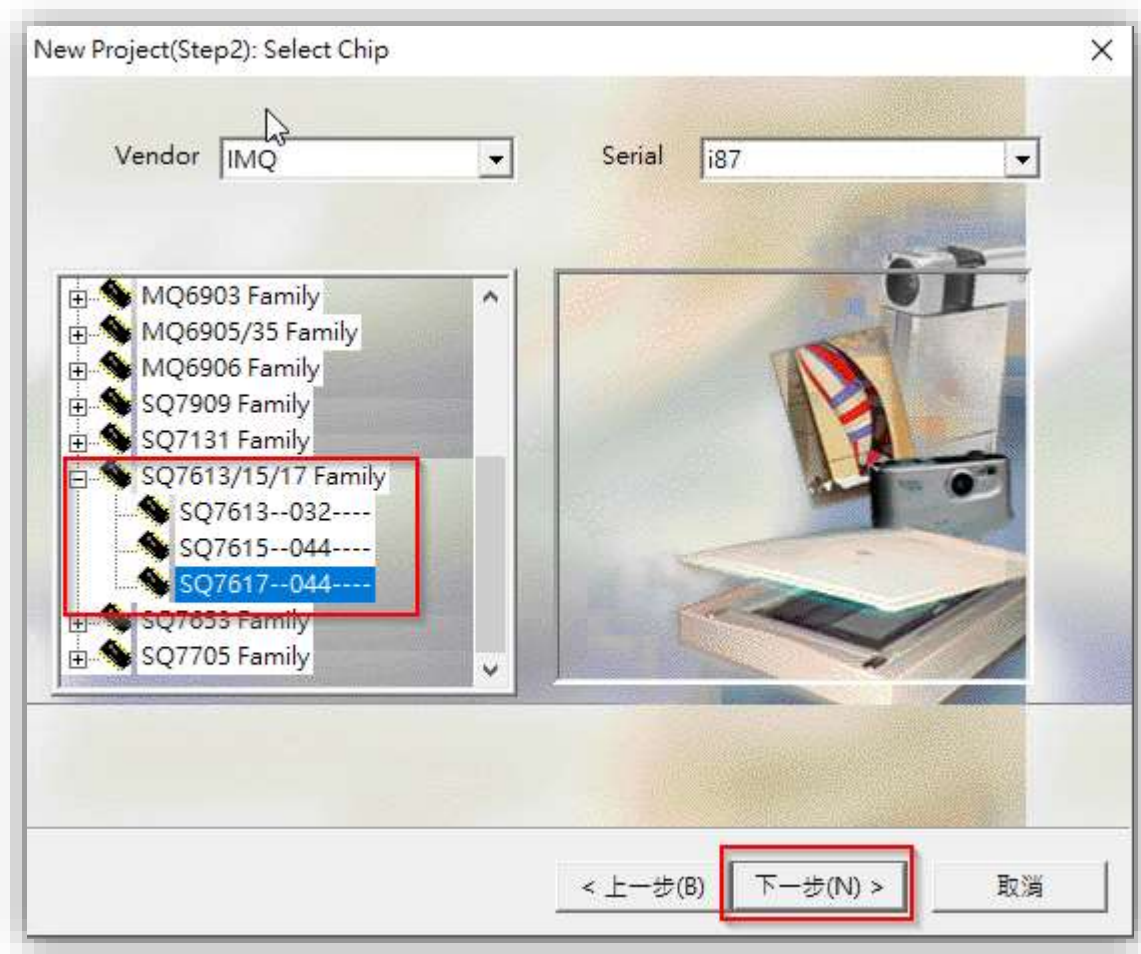 New Project(Step2): Select Chip
Vendor IMQ Serial i87
MQ6903 Family
MQ6905/35 Family
MQ6906 Family
SQ7909 Family
SQ7131 Family
SQ7613/15/17 Family
SQ7613--032----
SQ7615--044----
SQ7617--044----
SQ7653 Family
SQ7705 Family
< 上一步(B) 下一步(N) > 取消